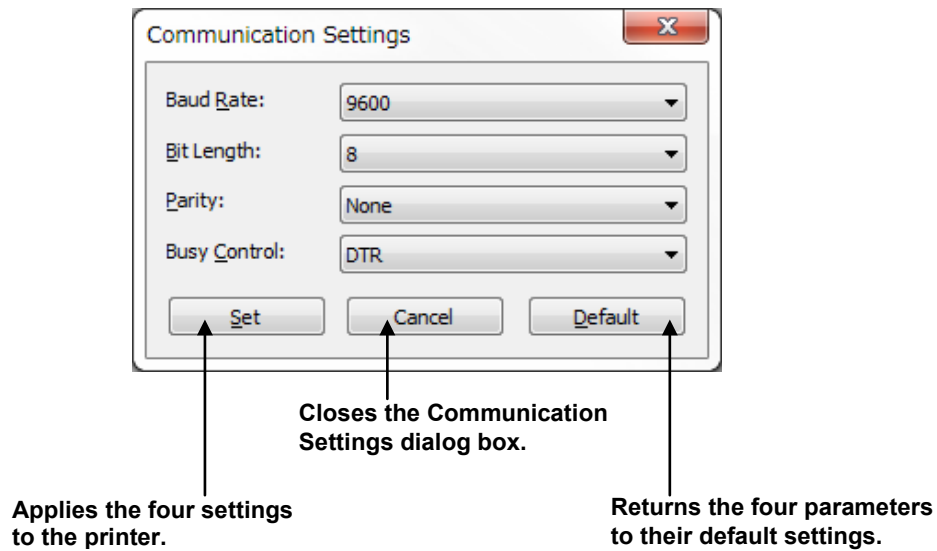 Communication Settings
Baud Rate: 9600
Bit Length: 8
Parity: None
Busy Control: DTR
Set Cancel Default
Closes the Communication
Settings dialog box.
Applies the four settings
to the printer.
Returns the four parameters
to their default settings.